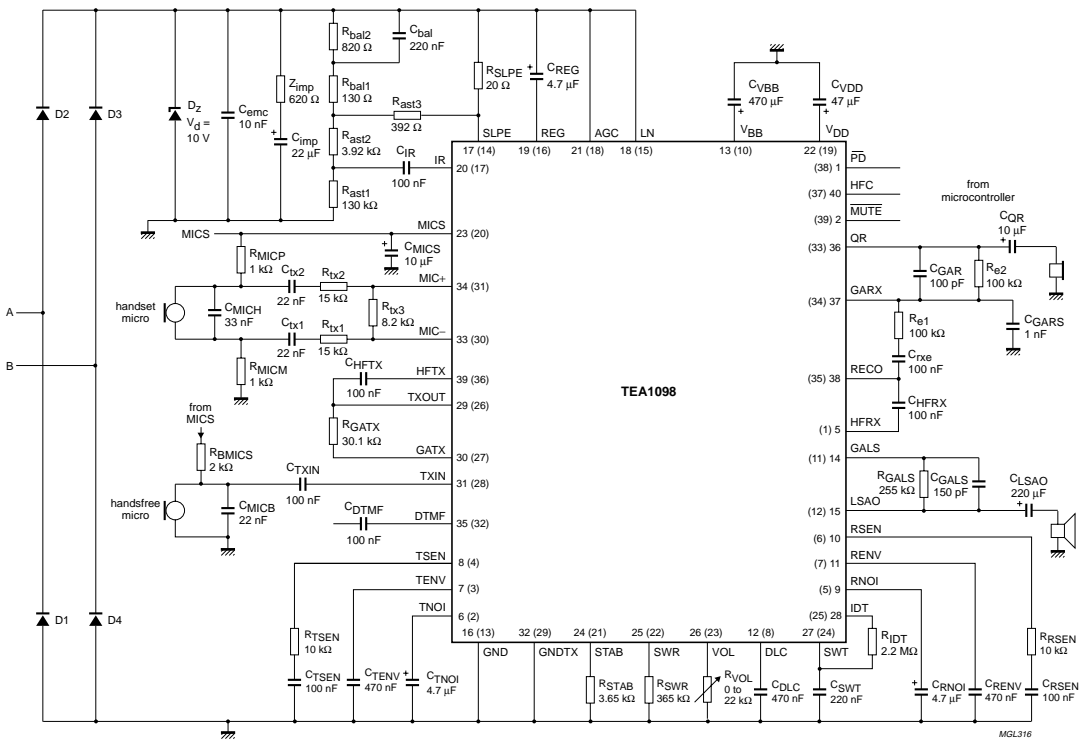 Rbal2
820 Ω
Cbal
220 nF
D2
D3
Dz
Vd =
10 V
Cemc
10 nF
Zimp
620 Ω
Cimp
22 μF
Rbal1
130 Ω
Rast3
392 Ω
Rast2
3.92 kΩ
CIR
100 nF
IR
Rast1
130 kΩ
RSLPE
20 Ω
CREG
4.7 μF
CVBB
470 μF
CVDD
47 μF
SLPE
REG
AGC
LN
VBB
VDD
17 (14)
19 (16)
21 (18)
18 (15)
13 (10)
22 (19)
20 (17)
(38) 1
PD
(37) 40
HFC
from
microcontroller
(39) 2
MUTE
MICS
MICS
23 (20)
CMICS
10 μF
(33) 36
QR
CQR
10 μF
RMICP
1 kΩ
Ctx2
22 nF
Rtx2
15 kΩ
MIC+
34 (31)
CGAR
100 pF
Re2
100 kΩ
A
handset
micro
CMICH
33 nF
Rtx3
8.2 kΩ
(34) 37
GARX
Ctx1
22 nF
Rtx1
15 kΩ
MIC−
33 (30)
Re1
100 kΩ
CGARS
1 nF
B
RMICM
1 kΩ
CHFTX
100 nF
HFTX
39 (36)
TEA1098
Crxe
100 nF
(35) 38
RECO
TXOUT
29 (26)
CHFRX
100 nF
from
MICS
RGATX
30.1 kΩ
(1) 5
HFRX
RBMICS
2 kΩ
GATX
30 (27)
(11) 14
GALS
CTXIN
100 nF
TXIN
31 (28)
RGALS
255 kΩ
CGALS
150 pF
CLSAO
220 μF
handsfree
micro
CMICB
22 nF
(12) 15
LSAO
CDTMF
100 nF
DTMF
35 (32)
(6) 10
RSEN
TSEN
8 (4)
(7) 11
RENV
TENV
7 (3)
(5) 9
RNOI
D1
D4
TNOI
6 (2)
(25) 28
IDT
16 (13)
32 (29)
24 (21)
25 (22)
26 (23)
12 (8)
27 (24)
GND
GNDTX
STAB
SWR
VOL
DLC
SWT
RIDT
2.2 MΩ
RTSEN
10 kΩ
RRSEN
10 kΩ
CTSEN
100 nF
CTENV
470 nF
CTNOI
4.7 μF
RSTAB
3.65 kΩ
RSWR
365 kΩ
RVOL
0 to
22 kΩ
CDLC
470 nF
CSWT
220 nF
CRNOI
4.7 μF
CRENV
470 nF
CRSEN
100 nF
MGL316